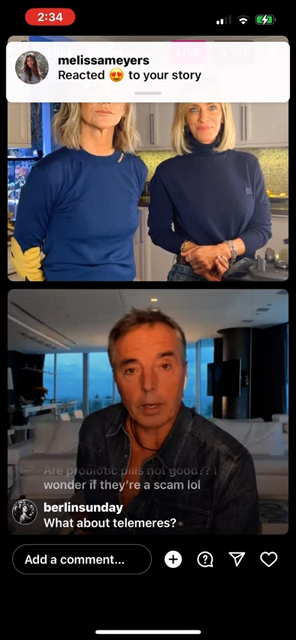 2:34
melissameyers
Reacted 😍 to your story
LIVE
Are probiotic pills not good?? I
wonder if they're a scam lol
berlinsunday
What about telemeres?
Add a comment...